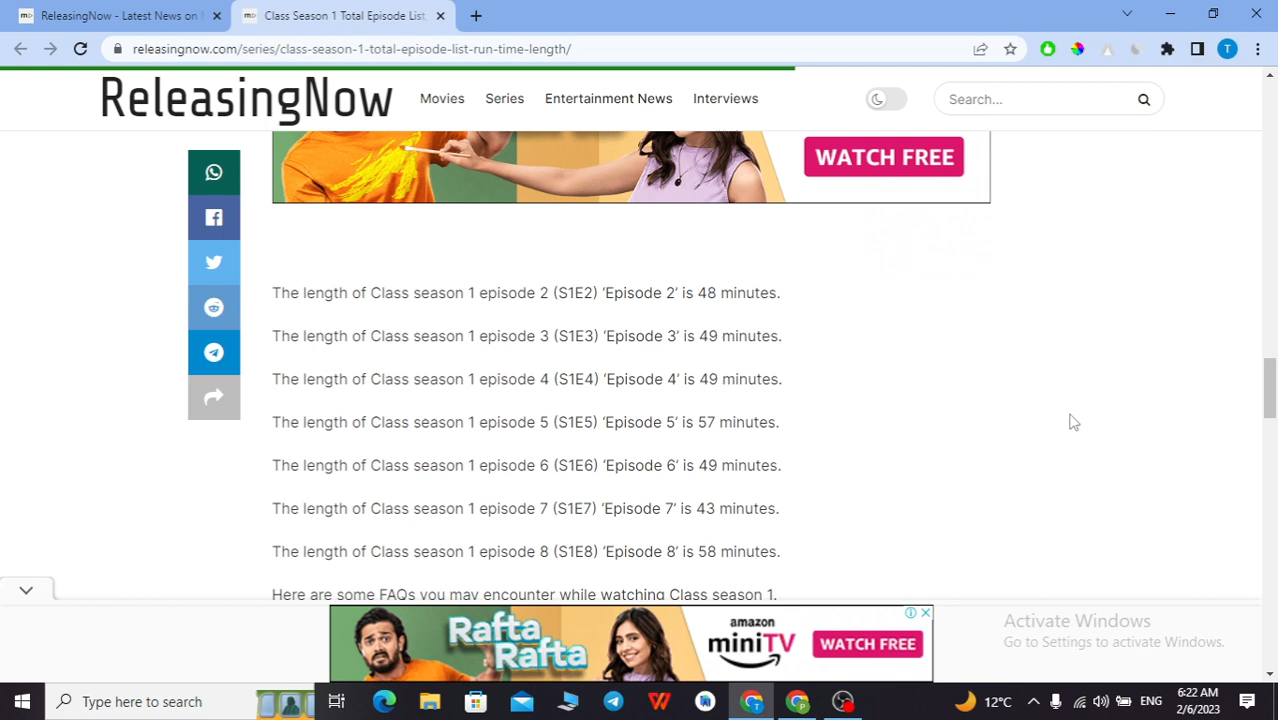 ReleasingNow - Latest News on
Class Season 1 Total Episode List,
releasingnow.com/series/class-season-1-total-episode-list-run-time-length/
T
ReleasingNow
Movies Series Entertainment News Interviews
Search...
WATCH FREE
The length of Class season 1 episode 2 (S1E2) ‘Episode 2’ is 48 minutes.
The length of Class season 1 episode 3 (S1E3) ‘Episode 3’ is 49 minutes.
The length of Class season 1 episode 4 (S1E4) ‘Episode 4’ is 49 minutes.
The length of Class season 1 episode 5 (S1E5) ‘Episode 5’ is 57 minutes.
The length of Class season 1 episode 6 (S1E6) ‘Episode 6’ is 49 minutes.
The length of Class season 1 episode 7 (S1E7) ‘Episode 7’ is 43 minutes.
The length of Class season 1 episode 8 (S1E8) ‘Episode 8’ is 58 minutes.
Here are some FAQs you may encounter while watching Class season 1.
Rafta
Rafta
amazon
miniTV
WATCH FREE
Activate Windows
Go to Settings to activate Windows.
Type here to search
12°C
ENG
6:22 AM
2/6/2023